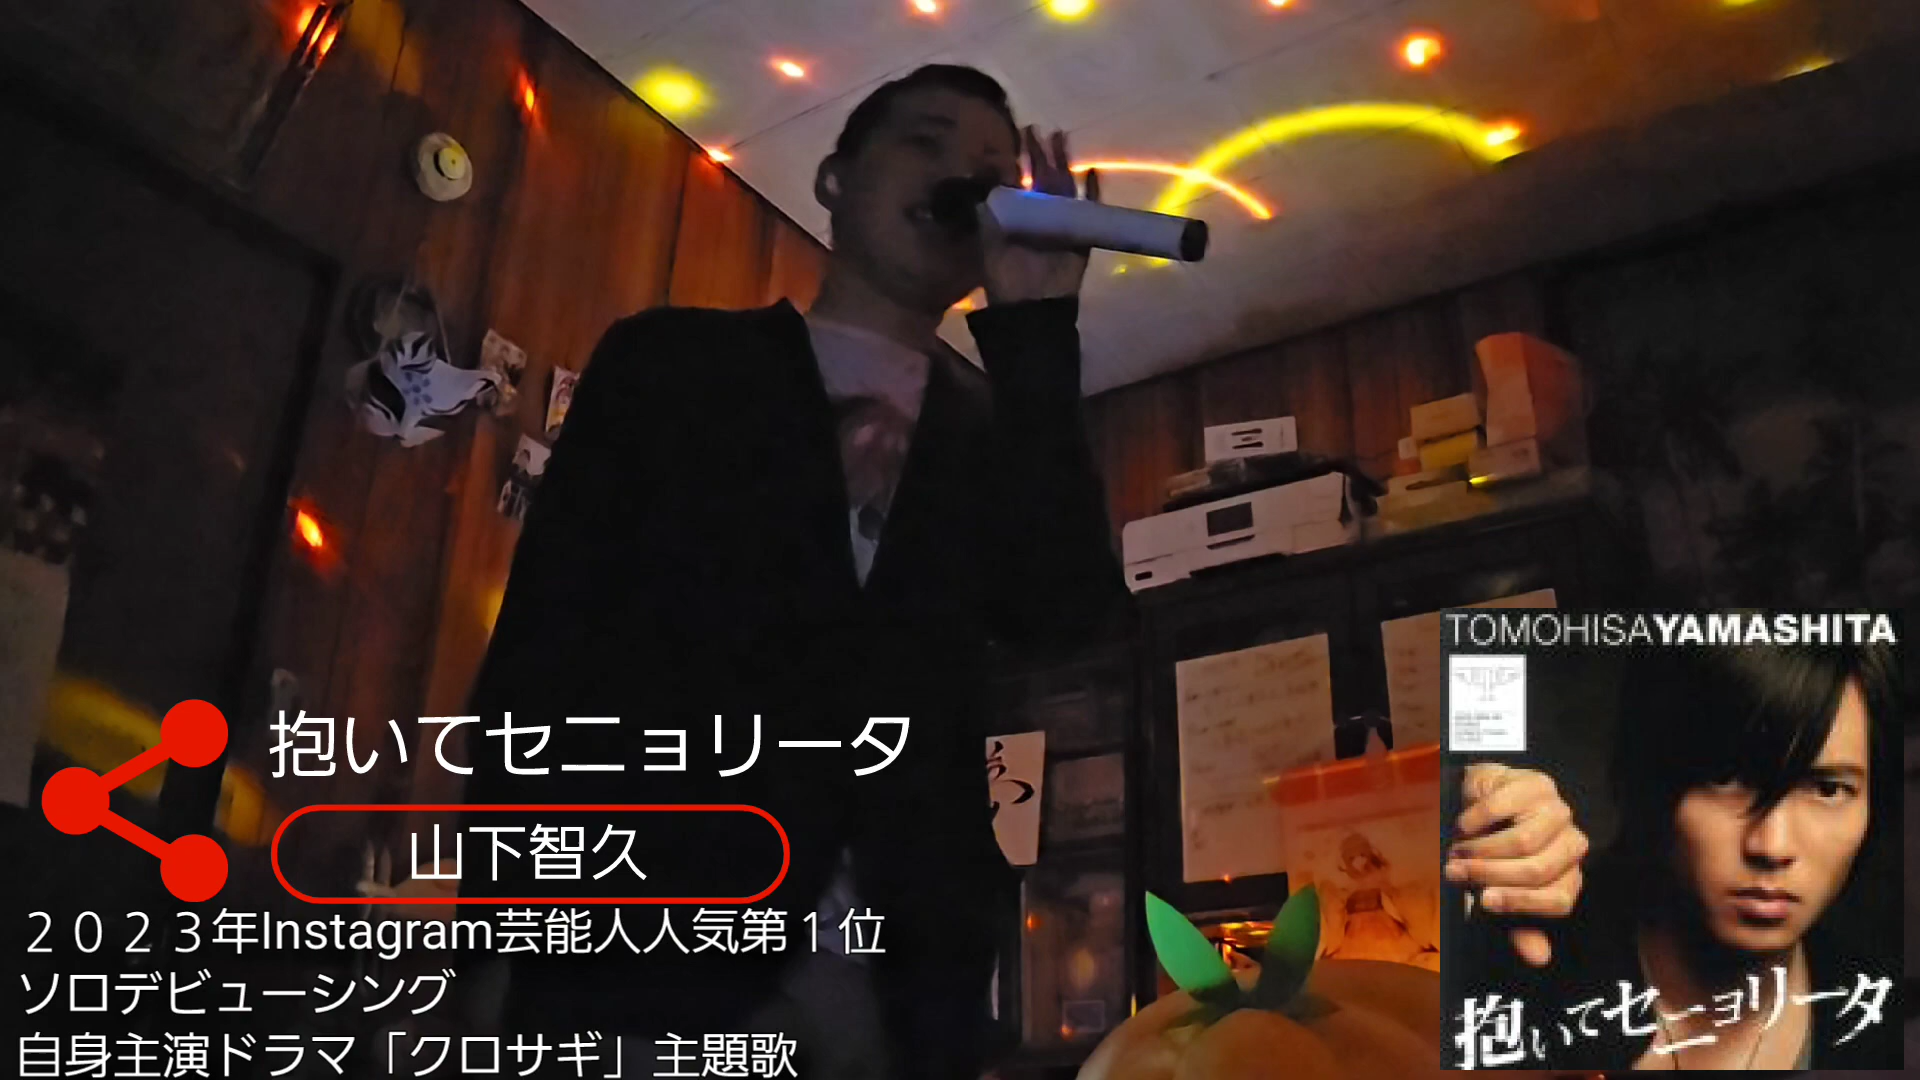 抱いてセニョリータ
山下智久
２０２３年Instagram芸能人人気第１位
ソロデビューシング
自身主演ドラマ「クロサギ」主題歌
TOMOHISAYAMASHITA
抱いてセニョリータ